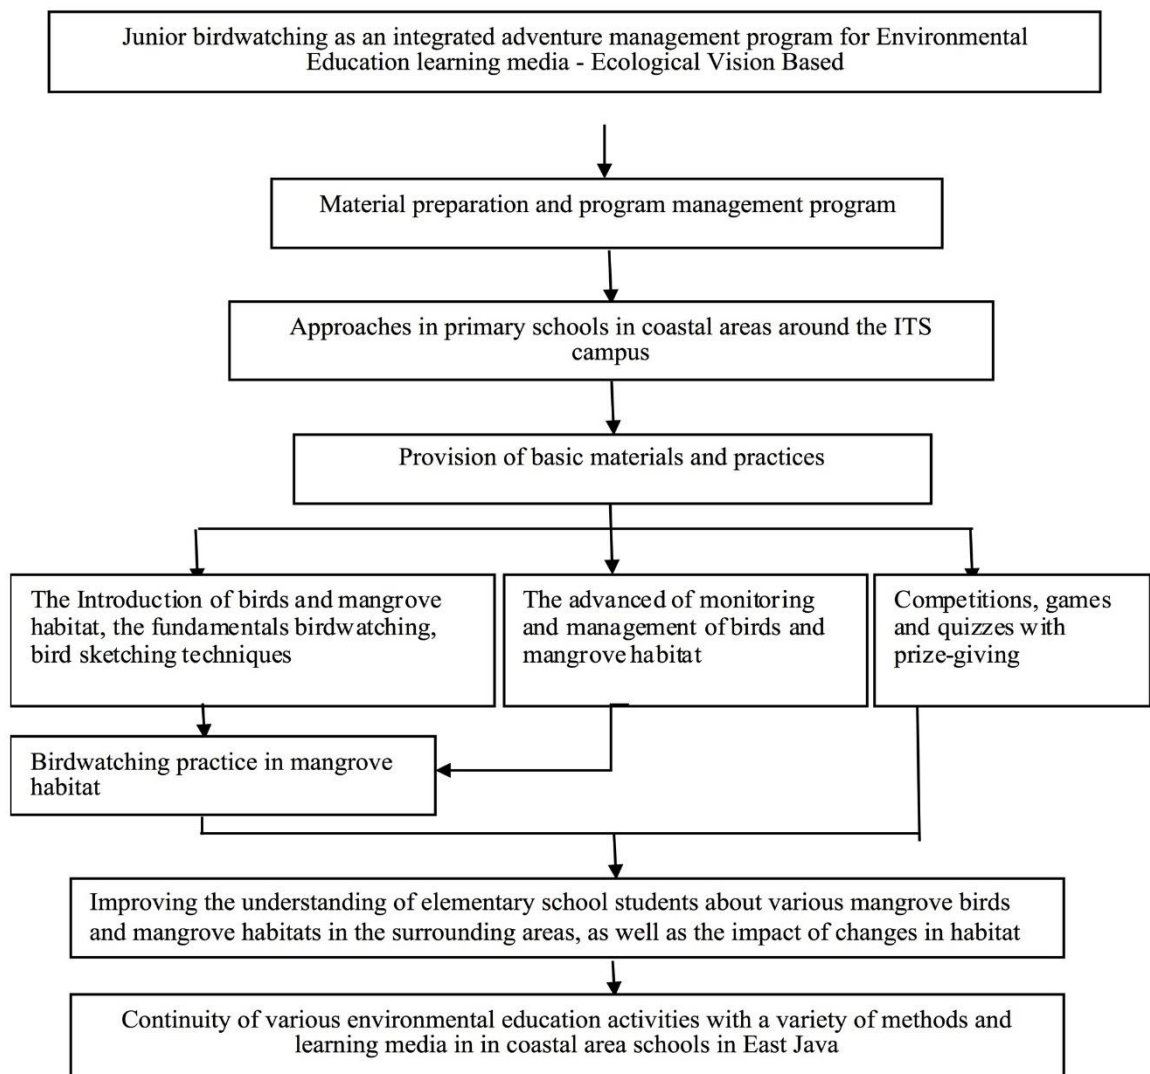 Junior birdwatching as an integrated adventure management program for Environmental
Education learning media - Ecological Vision Based
Material preparation and program management program
Approaches in primary schools in coastal areas around the ITS
campus
Provision of basic materials and practices
The Introduction of birds and mangrove
habitat, the fundamentals birdwatching,
bird sketching techniques
The advanced of monitoring
and management of birds and
mangrove habitat
Competitions, games
and quizzes with
prize-giving
Birdwatching practice in mangrove
habitat
Improving the understanding of elementary school students about various mangrove birds
and mangrove habitats in the surrounding areas, as well as the impact of changes in habitat
Continuity of various environmental education activities with a variety of methods and
learning media in in coastal area schools in East Java